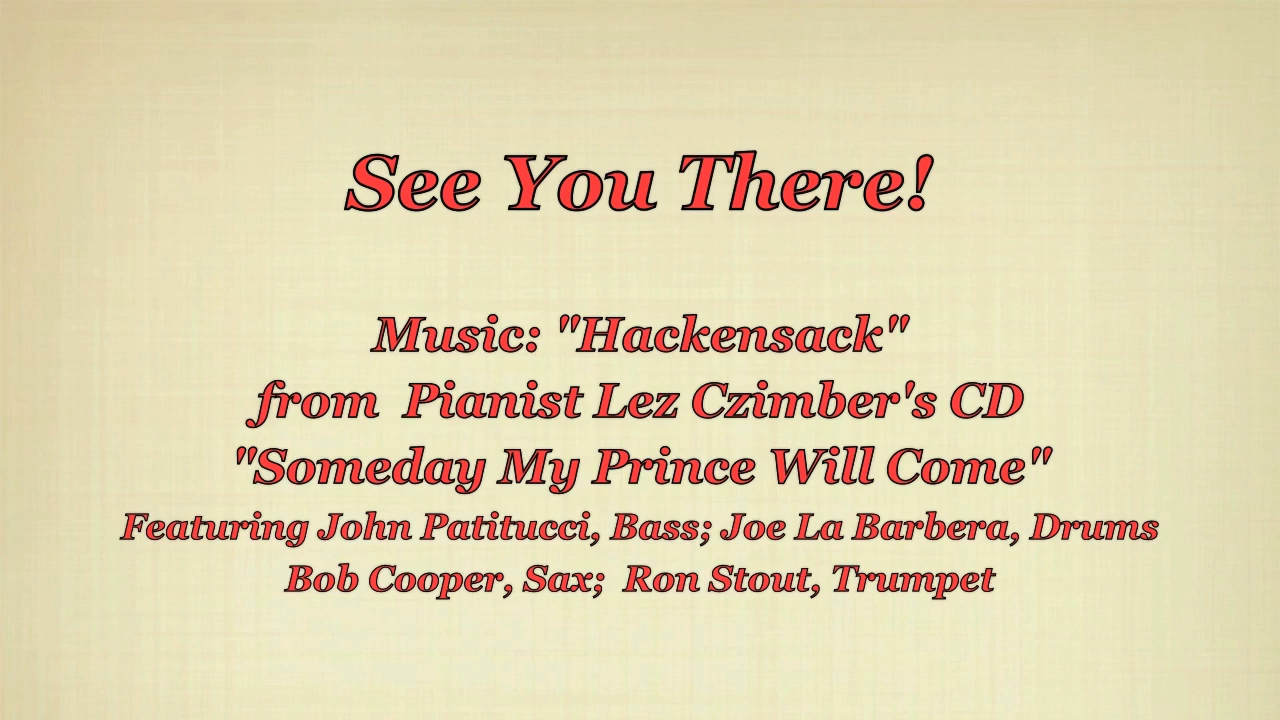 See You There!
Music: "Hackensack"
from  Pianist Lez Czimber's CD
"Someday My Prince Will Come"
Featuring John Patitucci, Bass; Joe La Barbera, Drums
Bob Cooper, Sax;  Ron Stout, Trumpet